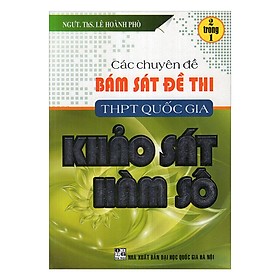 NGƯT. ThS. LÊ HOÀNH PHÒ
2 trong 1
Các chuyên đề
BÁM SÁT ĐỀ THI
THPT QUỐC GIA
KHẢO SÁT
HÀM SỐ
NHÀ XUẤT BẢN ĐẠI HỌC QUỐC GIA HÀ NỘI